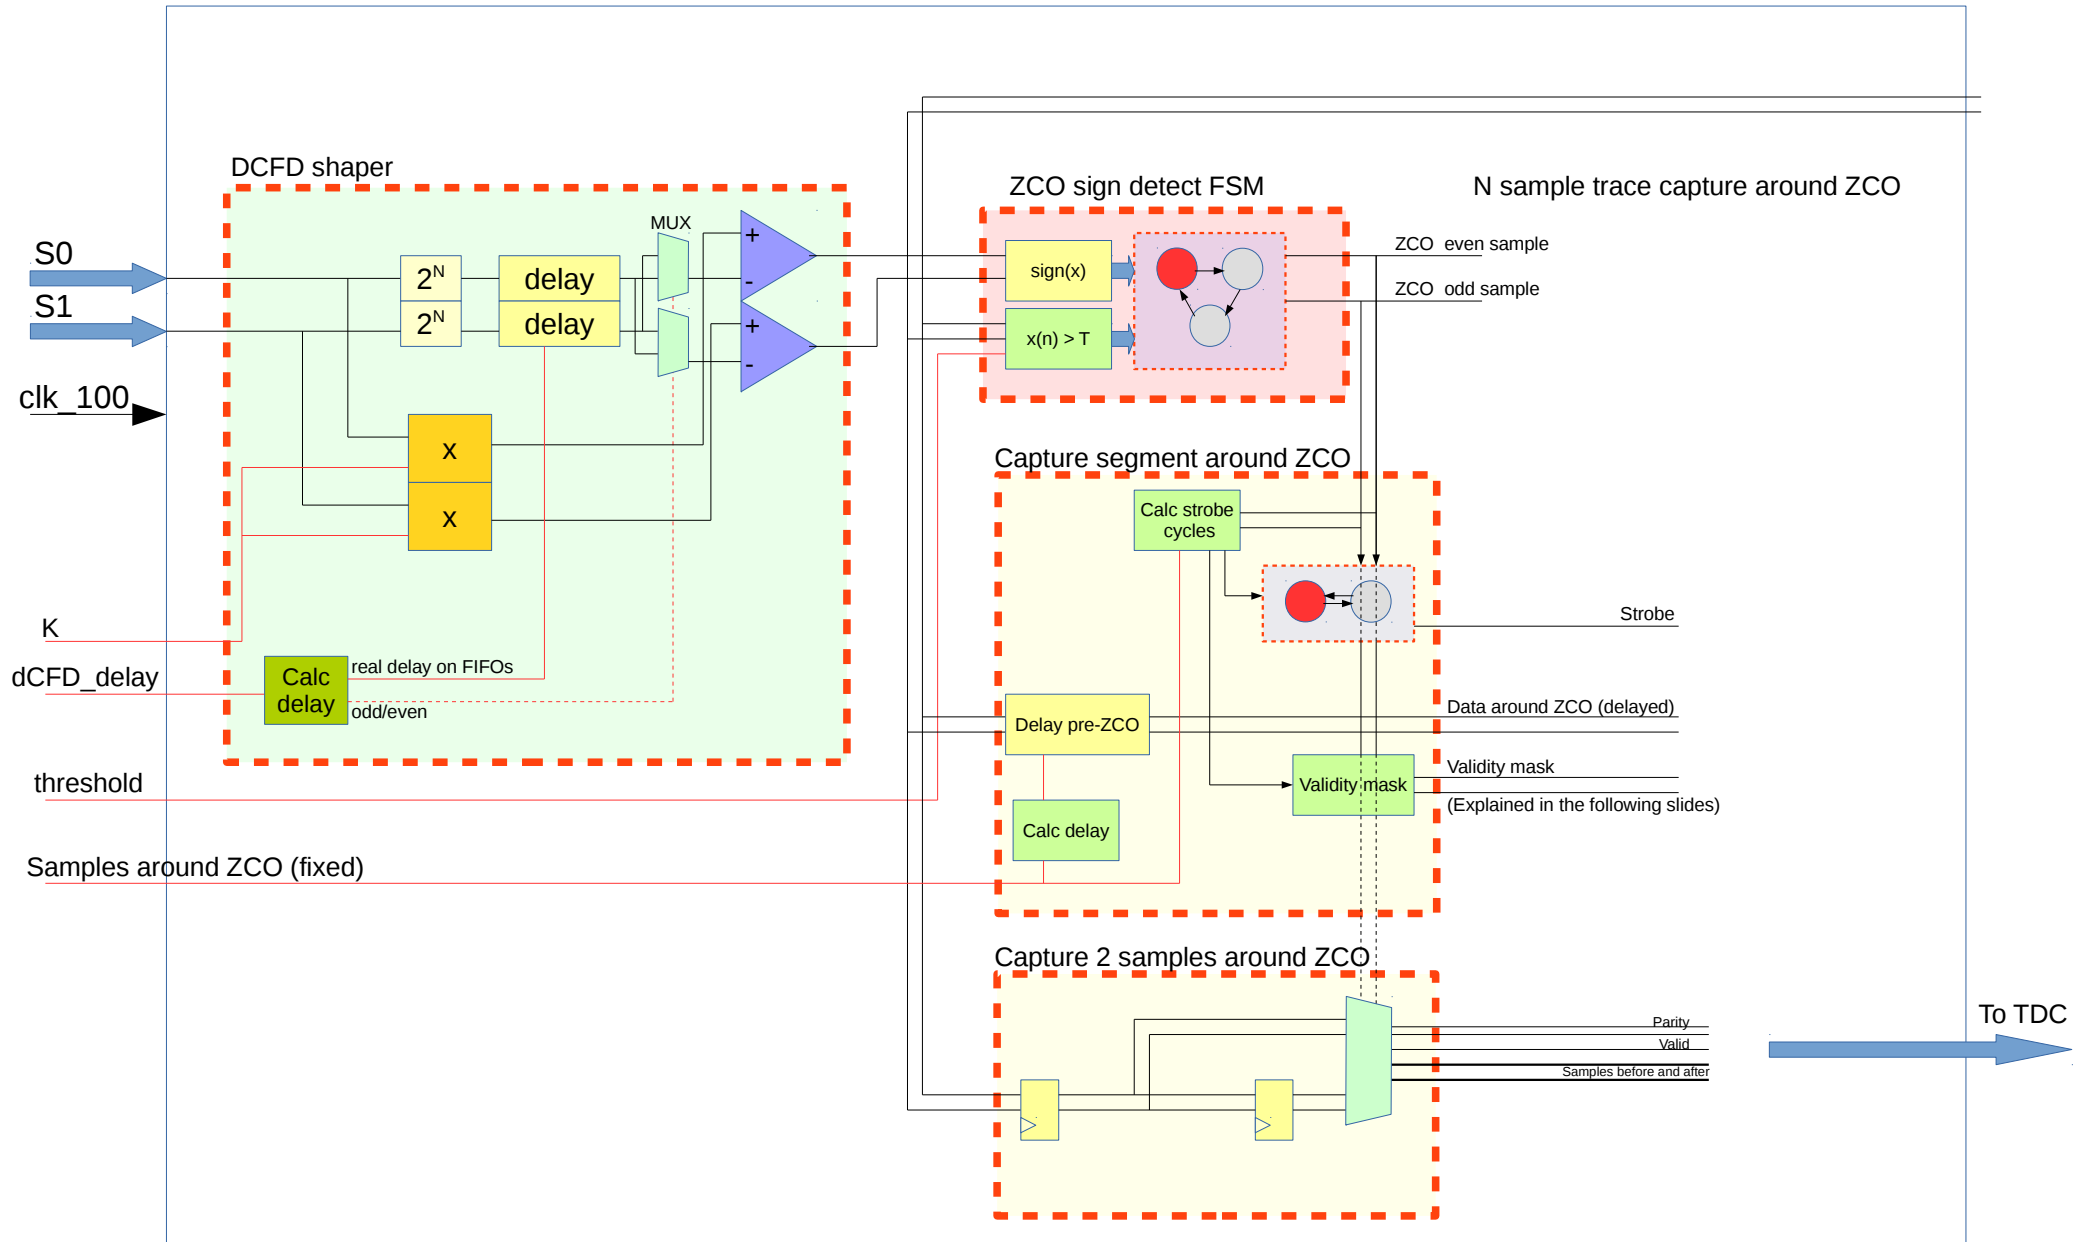 DCFD shaper
ZCO sign detect FSM
N sample trace capture around ZCO
MUX
S0
S1
clk_100
2N
delay
2N
delay
+
-
+
-
sign(x)
x(n) > T
ZCO even sample
ZCO odd sample
x
x
K
dCFD_delay
Calc
delay
real delay on FIFOs
odd/even
threshold
Samples around ZCO (fixed)
Capture segment around ZCO
Calc strobe
cycles
Strobe
Delay pre-ZCO
Data around ZCO (delayed)
Validity mask
Validity mask
(Explained in the following slides)
Calc delay
Capture 2 samples around ZCO
Parity
Valid
Samples before and after
To TDC